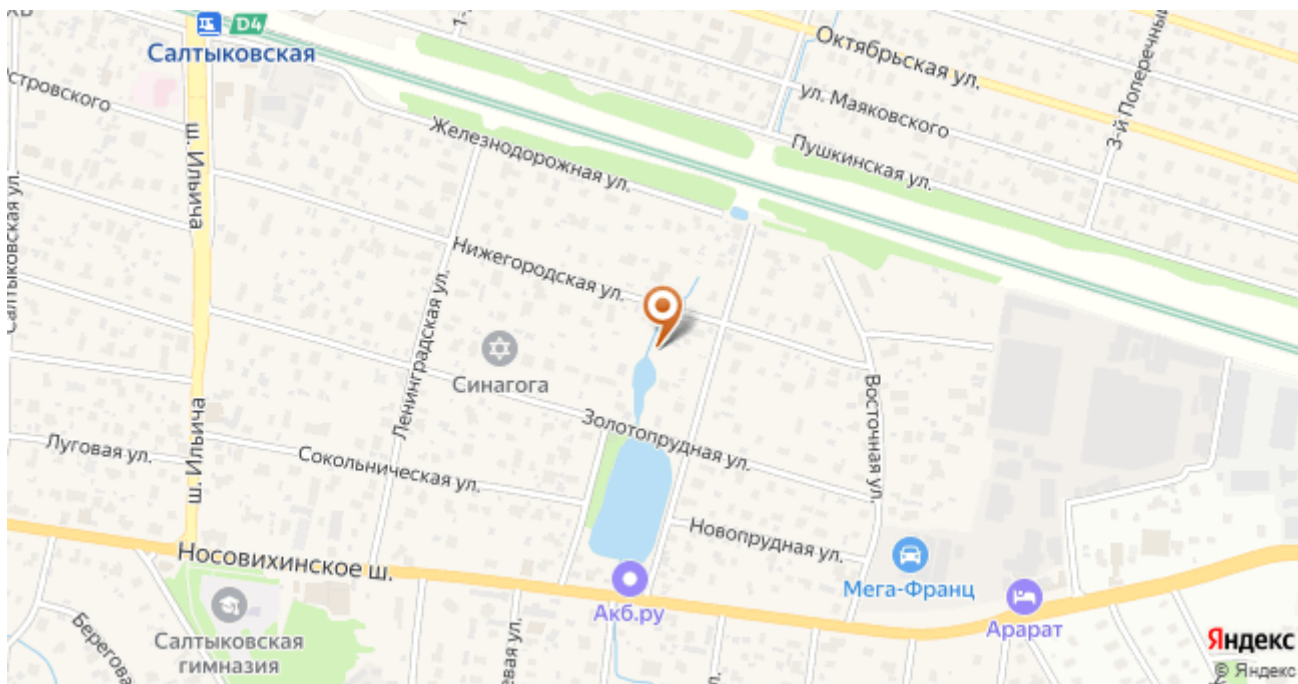 D4
Салтыковская
1-
Октябрьская ул.
ул. Маяковского
3-й Поперечный
Пушкинская ул.
стровского
Железнодорожная ул.
ш. Ильича
Салтыковская ул.
Нижегородская ул.
Ленинградская ул.
Синагога
Восточная ул.
Золотопрудная ул.
ш. Ильича
Луговая ул.
Сокольническая ул.
Новопрудная ул.
Носовихинское ш.
Мега-Франц
Акб.ру
Арарат
Салтыковская
гимназия
Берегова
евая ул.
л.
Яндекс
© Яндекс